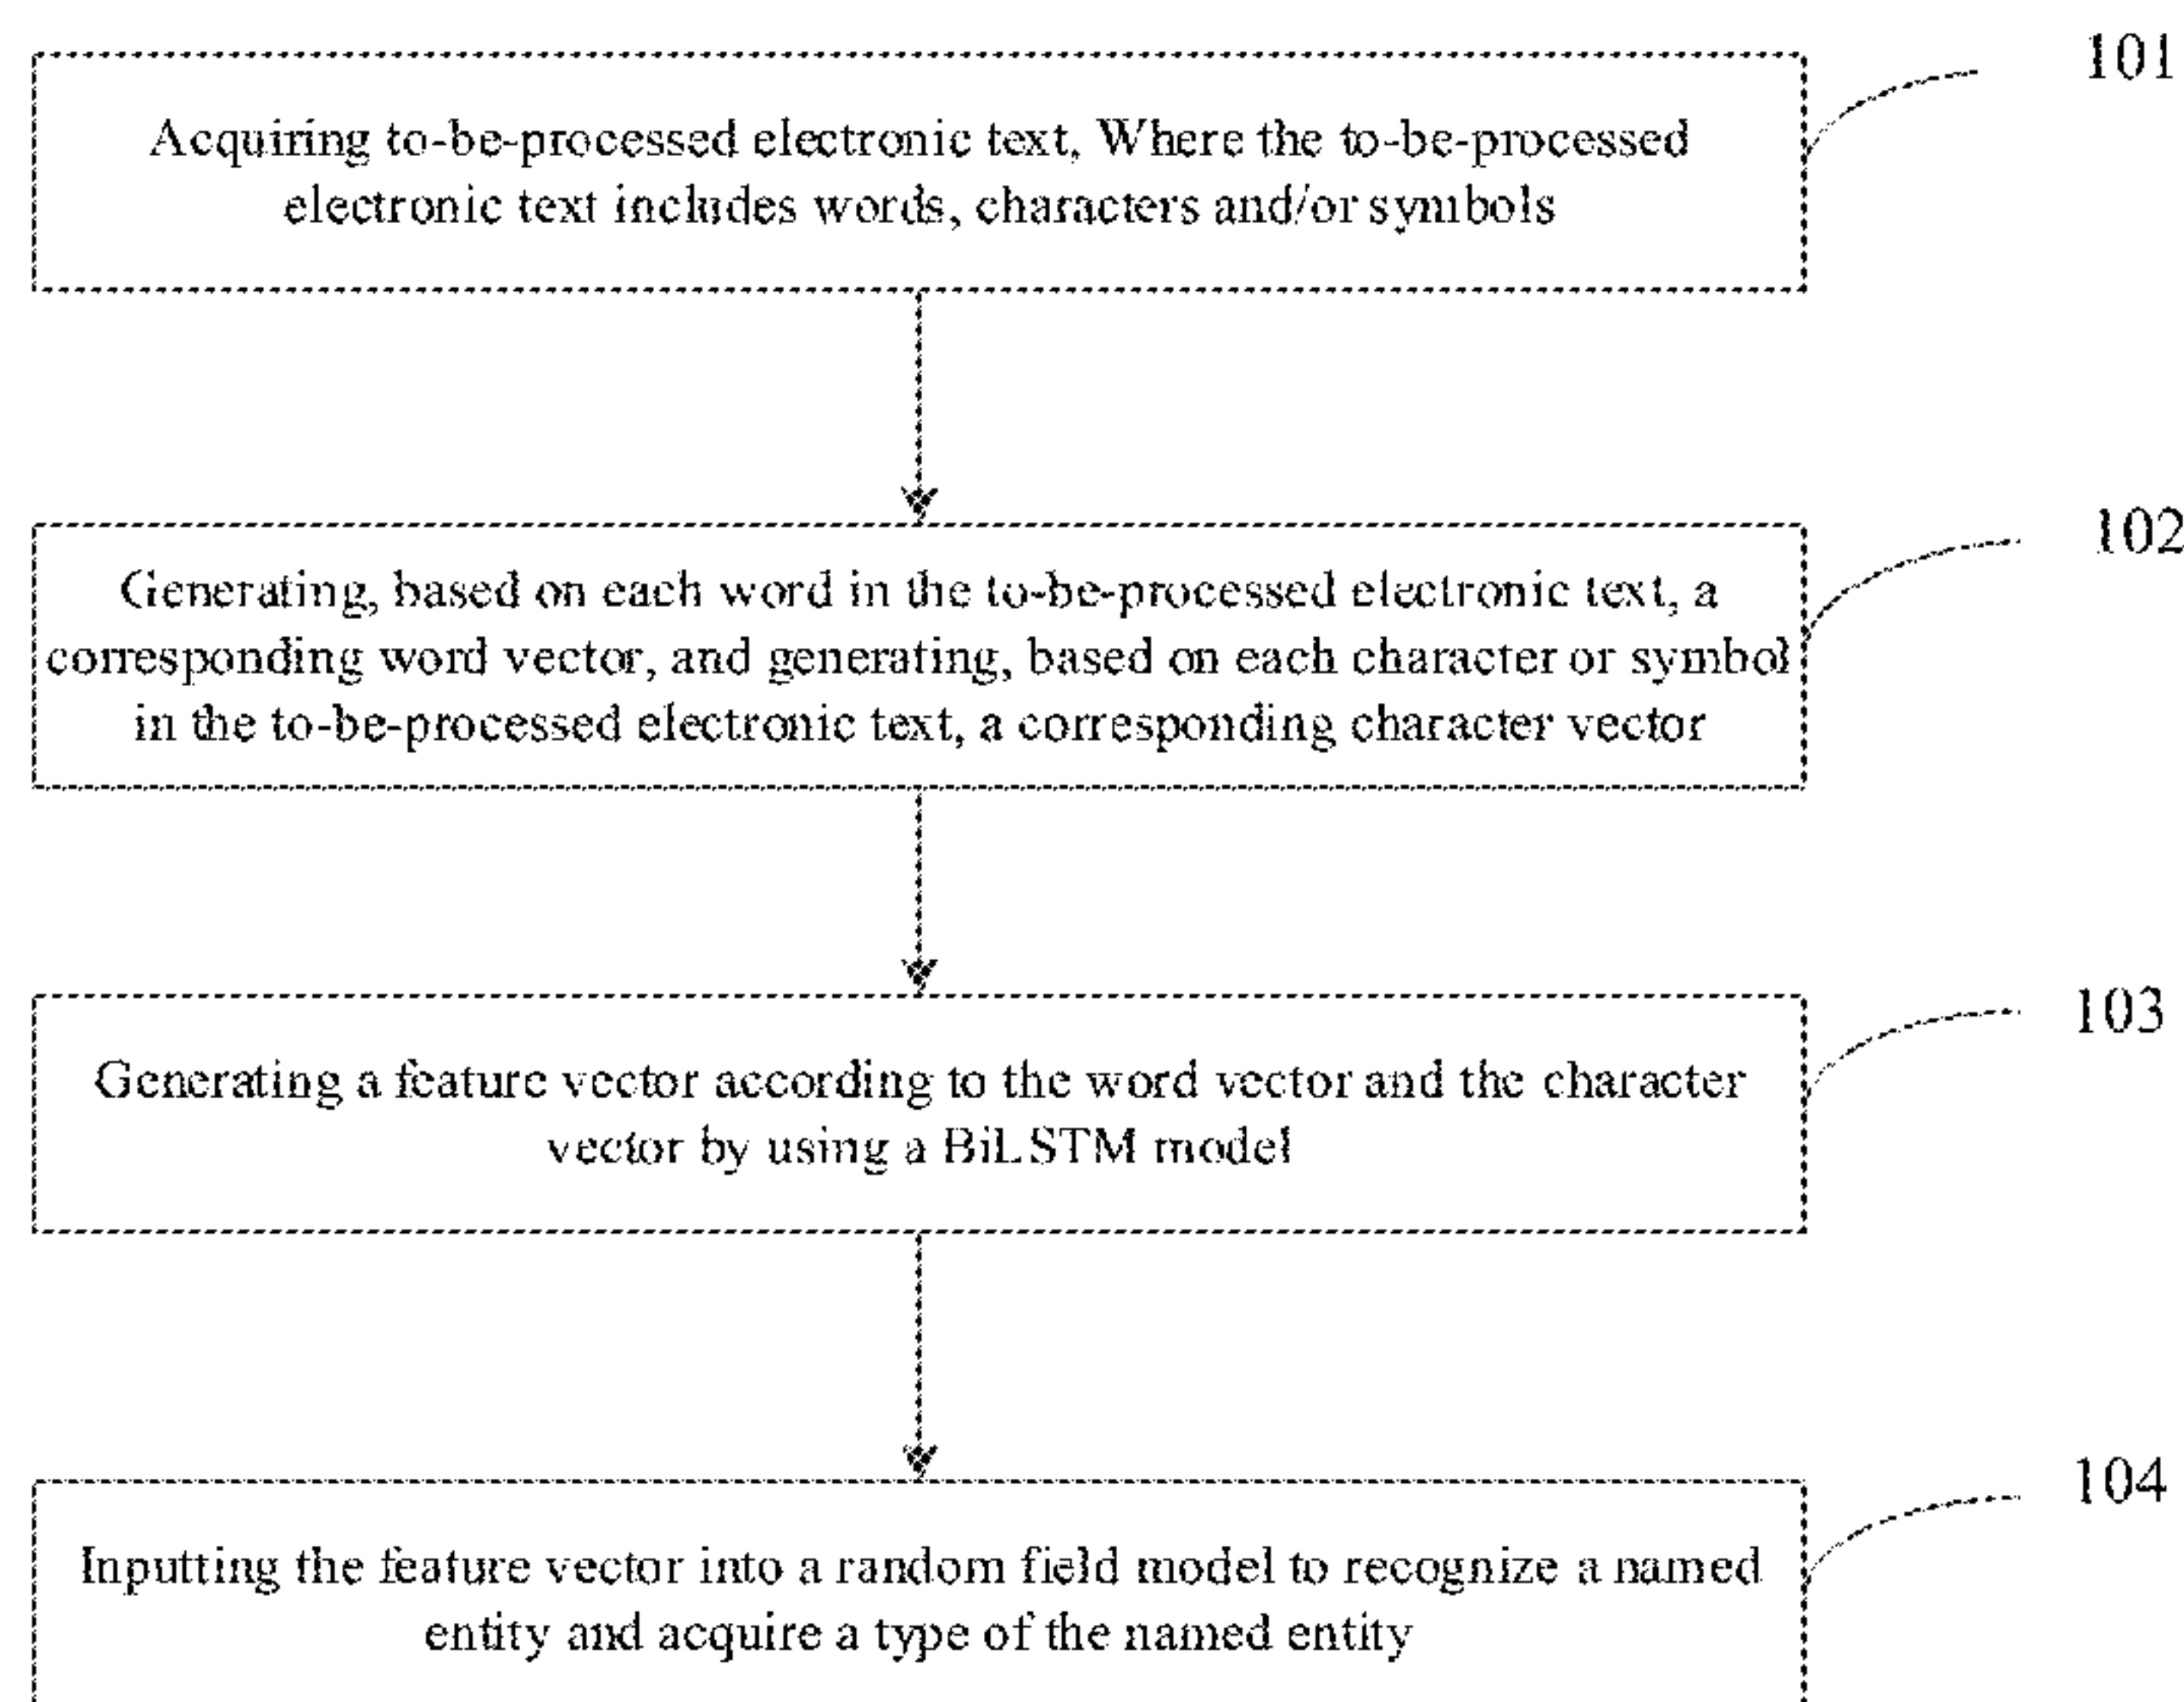 101
Acquiring to-be-processed electronic text, Where the to-be-processed
electronic text includes words, characters and/or symbols
102
Generating, based on each word in the to-be-processed electronic text, a
corresponding word vector, and generating, based on each character or symbol
in the to-be-processed electronic text, a corresponding character vector
103
Generating a feature vector according to the word vector and the character
vector by using a BiLSTM model
104
Inputting the feature vector into a random field model to recognize a named
entity and acquire a type of the named entity